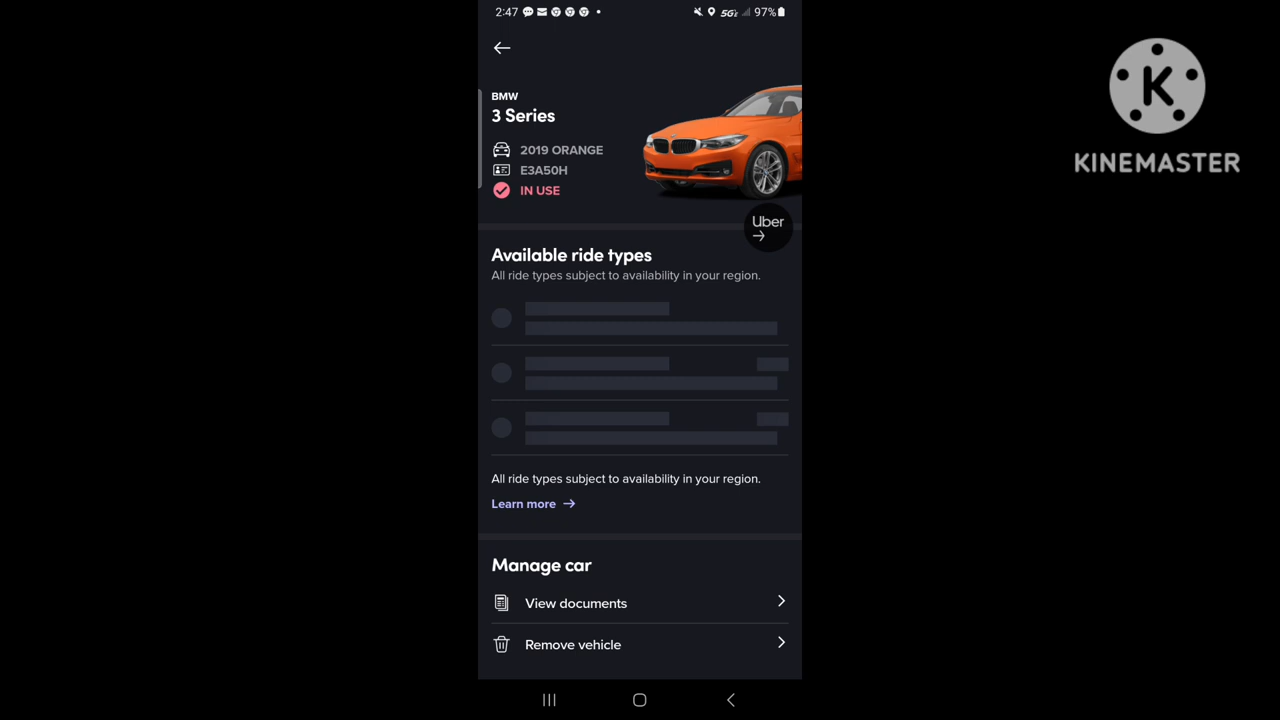 2:47
5G
97%
BMW
3 Series
2019 ORANGE
E3A50H
IN USE
Uber
Available ride types
All ride types subject to availability in your region.
All ride types subject to availability in your region.
Learn more
Manage car
View documents
Remove vehicle
K
KINEMASTER